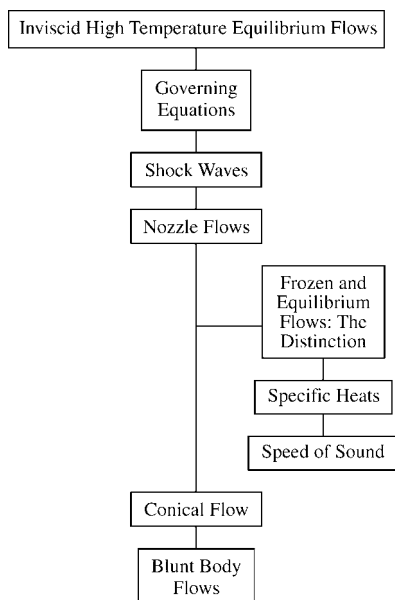 Inviscid High Temperature Equilibrium Flows
Governing
Equations
Shock Waves
Nozzle Flows
Frozen and
Equilibrium
Flows: The
Distinction
Specific Heats
Speed of Sound
Conical Flow
Blunt Body
Flows